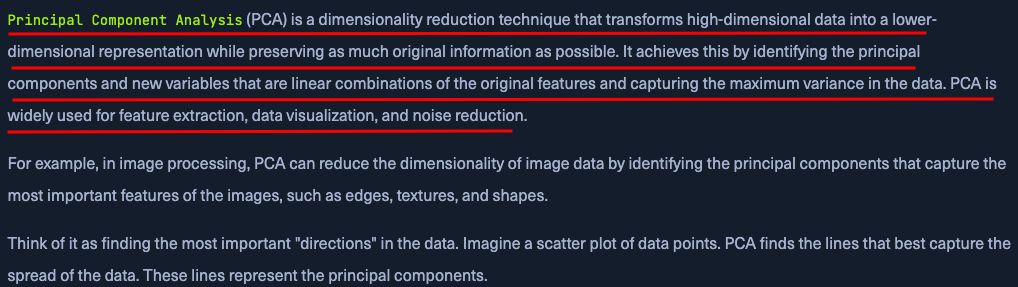 Principal Component Analysis (PCA) is a dimensionality reduction technique that transforms high-dimensional data into a lower-
dimensional representation while preserving as much original information as possible. It achieves this by identifying the principal
components and new variables that are linear combinations of the original features and capturing the maximum variance in the data. PCA is
widely used for feature extraction, data visualization, and noise reduction.
For example, in image processing, PCA can reduce the dimensionality of image data by identifying the principal components that capture the
most important features of the images, such as edges, textures, and shapes.
Think of it as finding the most important "directions" in the data. Imagine a scatter plot of data points. PCA finds the lines that best capture the
spread of the data. These lines represent the principal components.